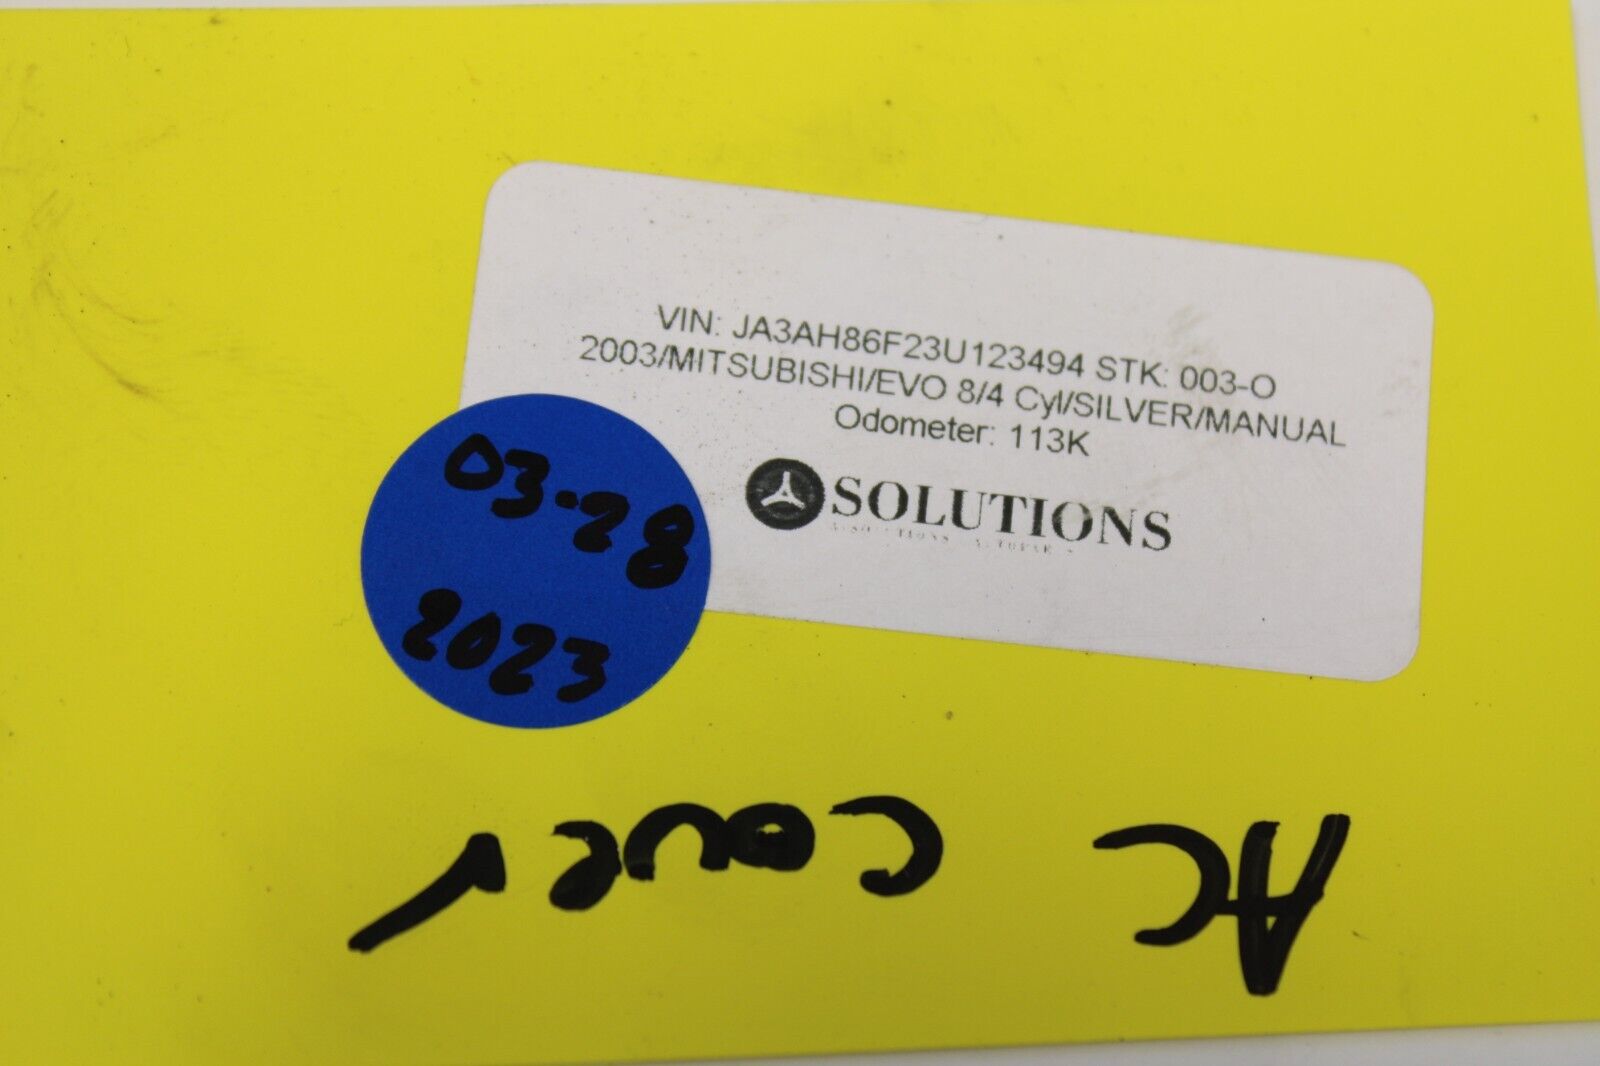 VIN: JA3AH86F23U123494 STK: 003-O
2003/MITSUBISHI/EVO 8/4 Cyl/SILVER/MANUAL
Odometer: 113K
SOLUTIONS
03-28
2023
AC cover